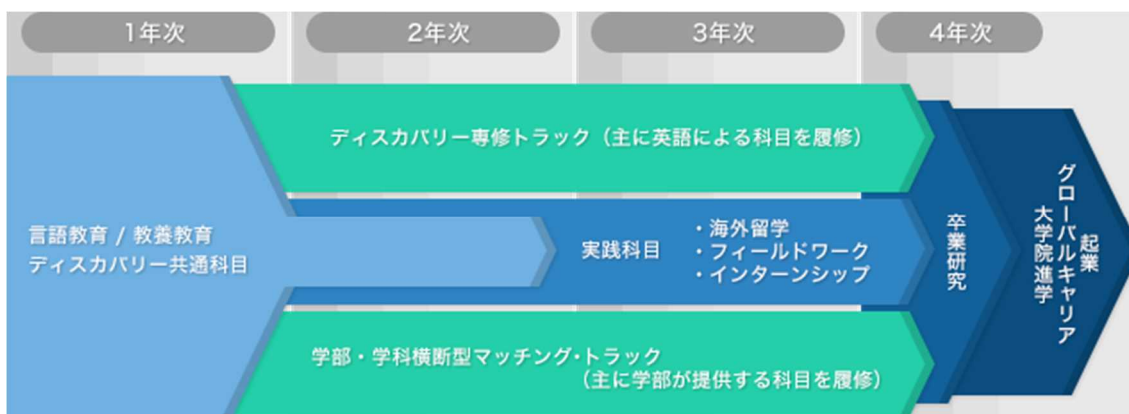 1年次
2年次
3年次
4年次
ディスカバリー専修トラック（主に英語による科目を履修）
言語教育 / 教養教育
ディスカバリー共通科目
実践科目
・海外留学
・フィールドワーク
・インターンシップ
学部・学科横断型マッチング・トラック
（主に学部が提供する科目を履修）
卒業研究
起業
グローバルキャリア
大学院進学